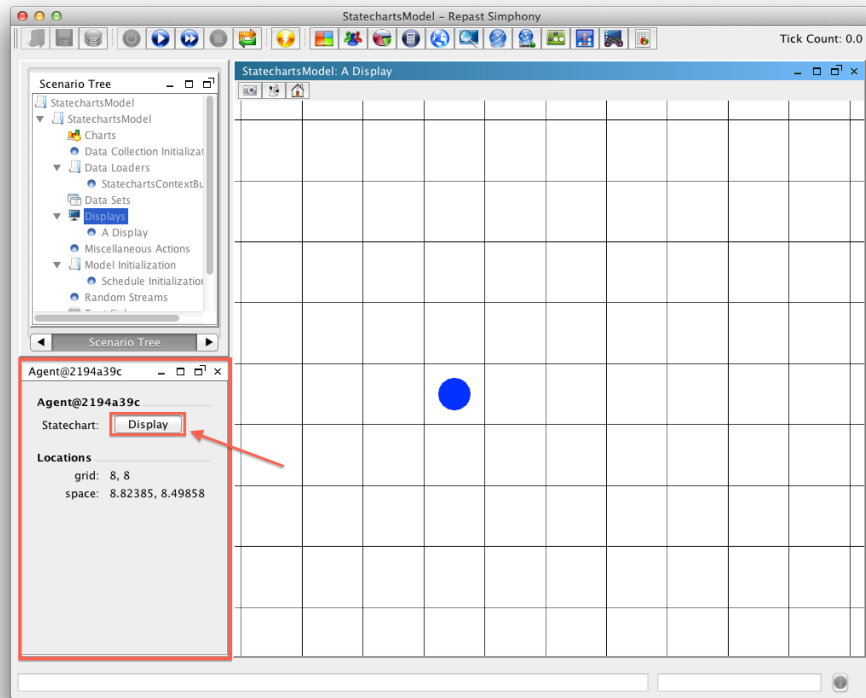 StatechartsModel - Repast Simphony
Tick Count: 0.0
Scenario Tree
StatechartsModel
StatechartsModel
Charts
Data Collection Initializat
Data Loaders
StatechartsContextBu
Data Sets
Displays
A Display
Miscellaneous Actions
Model Initialization
Schedule Initialization
Random Streams
Scenario Tree
StatechartsModel: A Display
Agent@2194a39c
Agent@2194a39c
Statechart: Display
Locations
grid: 8, 8
space: 8.82385, 8.49858